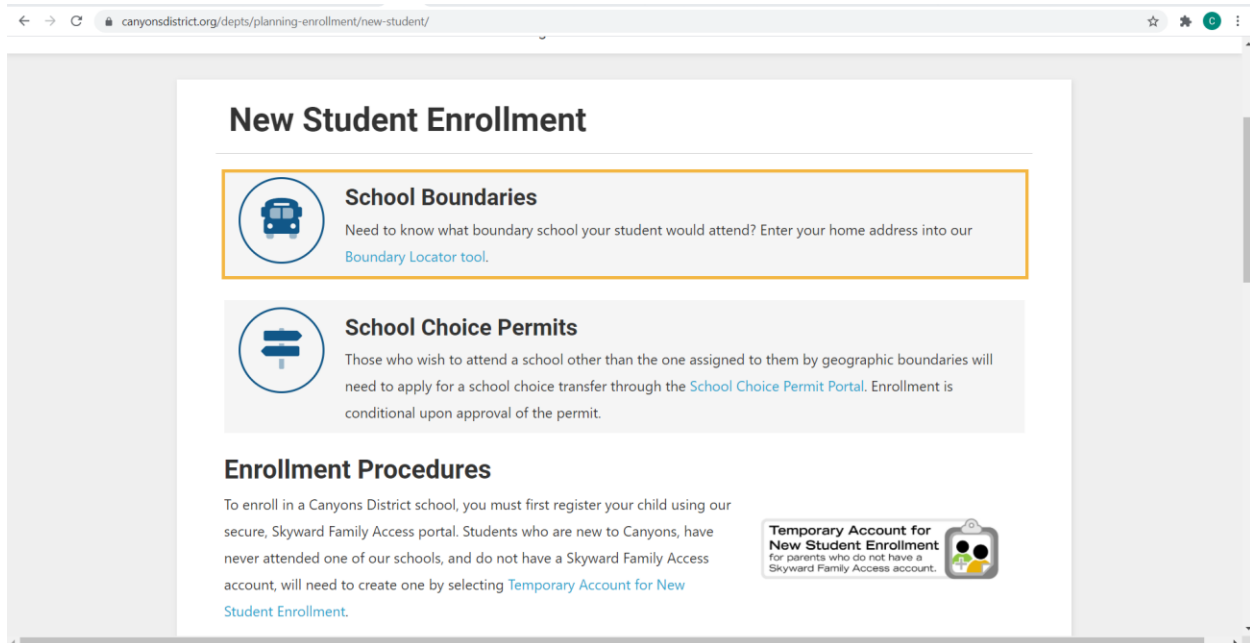 canyonsdistrict.org/depts/planning-enrollment/new-student/
C
New Student Enrollment
School Boundaries
Need to know what boundary school your student would attend? Enter your home address into our
Boundary Locator tool.
School Choice Permits
Those who wish to attend a school other than the one assigned to them by geographic boundaries will
need to apply for a school choice transfer through the School Choice Permit Portal. Enrollment is
conditional upon approval of the permit.
Enrollment Procedures
To enroll in a Canyons District school, you must first register your child using our
secure, Skyward Family Access portal. Students who are new to Canyons, have
never attended one of our schools, and do not have a Skyward Family Access
account, will need to create one by selecting Temporary Account for New
Student Enrollment.
Temporary Account for
New Student Enrollment
for parents who do not have a
Skyward Family Access account.